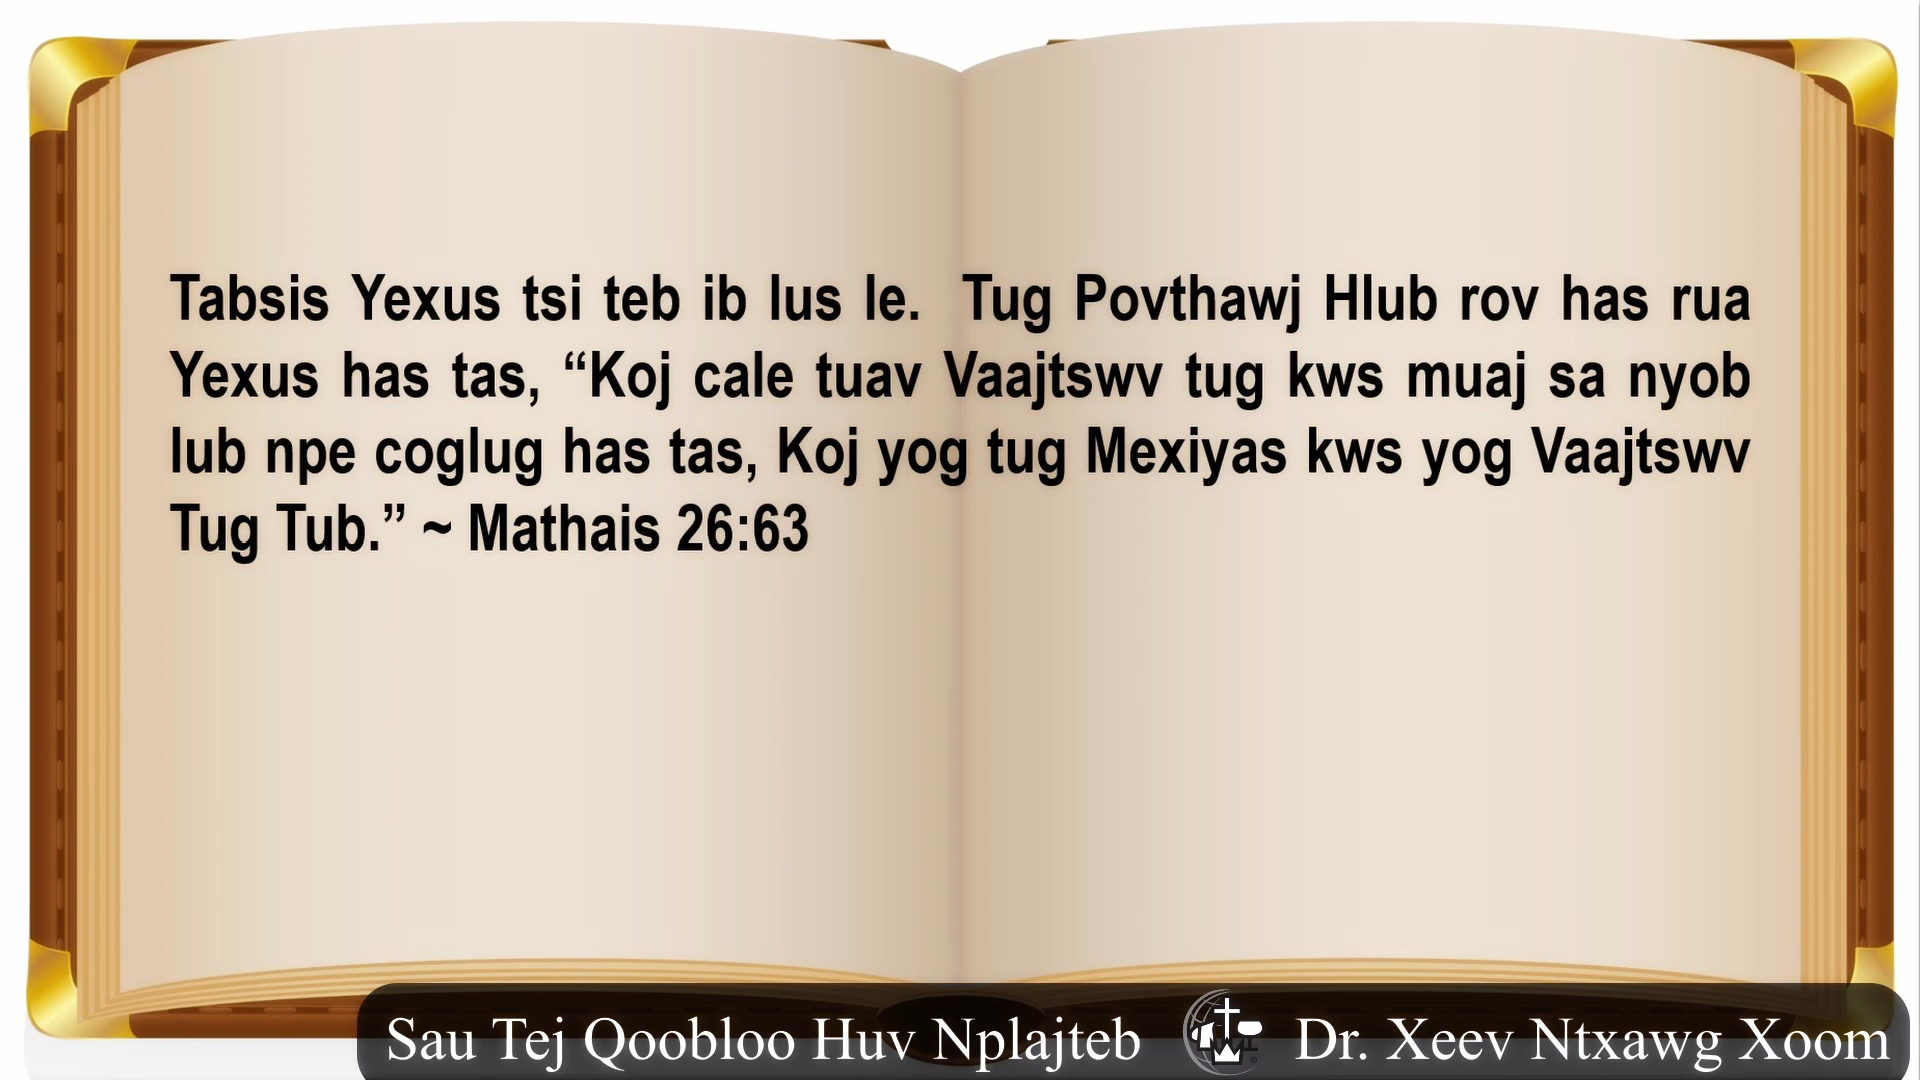 Tabsis Yexus tsi teb ib lus le. Tug Povthawj Hlub rov has rua
Yexus has tas, “Koj cale tuav Vaajtswv tug kws muaj sa nyob
lub npe coglug has tas, Koj yog tug Mexiyas kws yog Vaajtswv
Tug Tub.” ~ Mathais 26:63
Sau Tej Qoobloo Huv Nplajteb Dr. Xeev Ntxawg Xoom